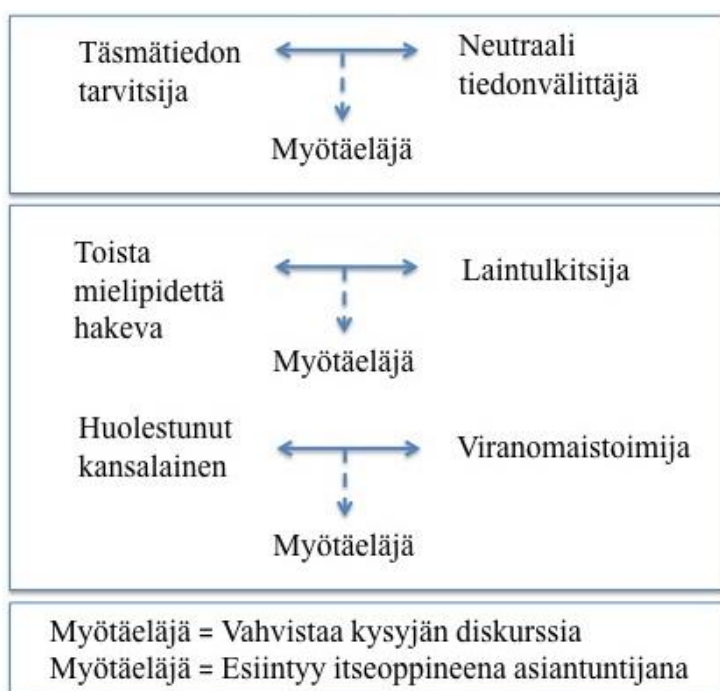 Täsmätiedon
tarvitsija
Neutraali
tiedonvälittäjä
Myötäeläjä
Toista
mielipidettä
hakeva
Laintulkitsija
Myötäeläjä
Huolestunut
kansalainen
Viranomaistoimija
Myötäeläjä
Myötäeläjä = Vahvistaa kysyjän diskurssia
Myötäeläjä = Esiintyy itseoppineena asiantuntijana